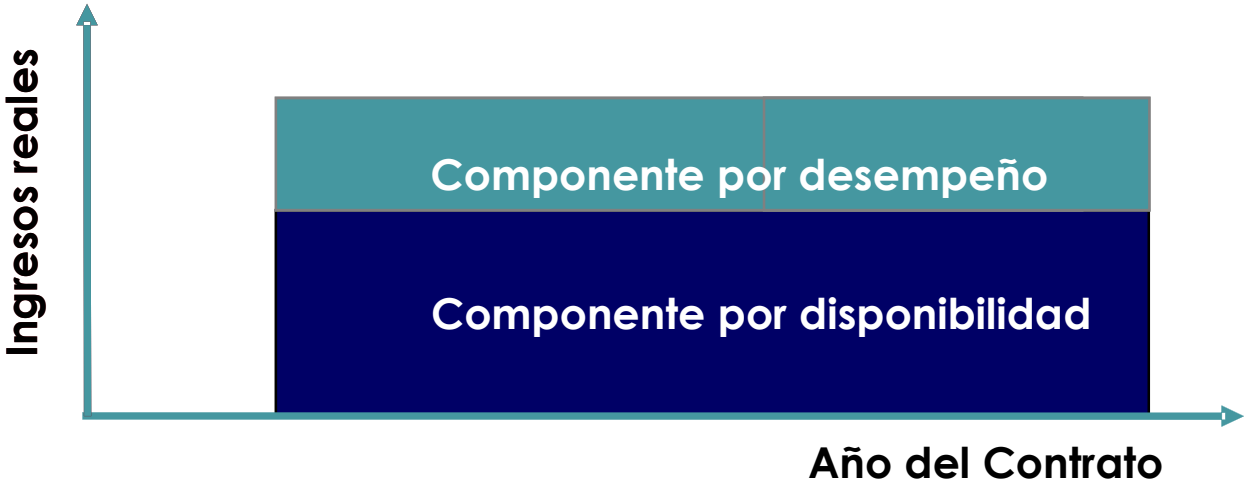 Ingresos reales
Componente por desempeño
Componente por disponibilidad
Año del Contrato